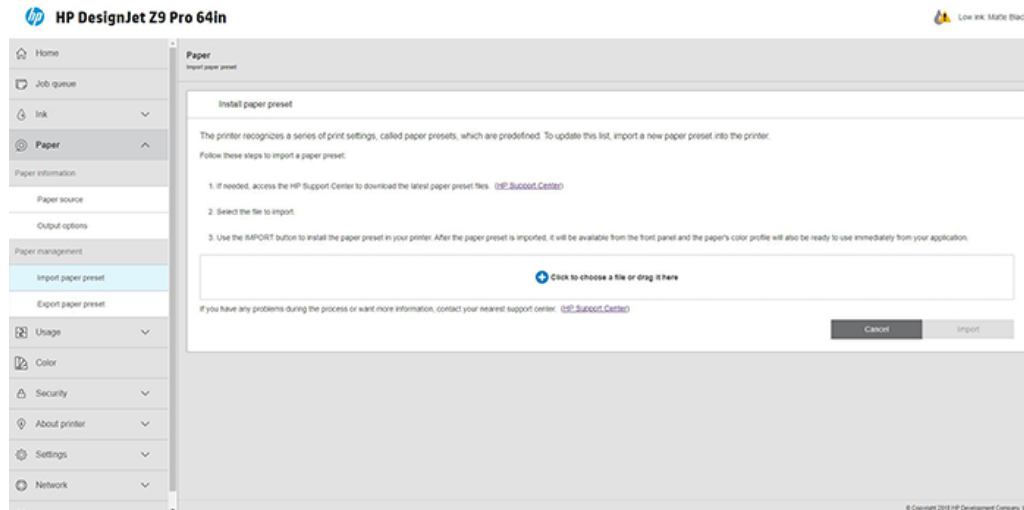 hp HP DesignJet Z9 Pro 64in
Low ink: Matte Blac
Home
Job queue
Ink
Paper
Paper information
Paper source
Output options
Paper management
Import paper preset
Export paper preset
Usage
Color
Security
About printer
Settings
Network
Paper
Import paper preset
Install paper preset
The printer recognizes a series of print settings, called paper presets, which are predefined. To update this list, import a new paper preset into the printer.
Follow these steps to import a paper preset:
1. If needed, access the HP Support Center to download the latest paper preset files. (HP Support Center)
2. Select the file to import.
3. Use the IMPORT button to install the paper preset in your printer. After the paper preset is imported, it will be available from the front panel and the paper's color profile will also be ready to use immediately from your application.
Click to choose a file or drag it here
If you have any problems during the process or want more information, contact your nearest support center. (HP Support Center)
Cancel
Import
© Copyright 2018 HP Development Company,